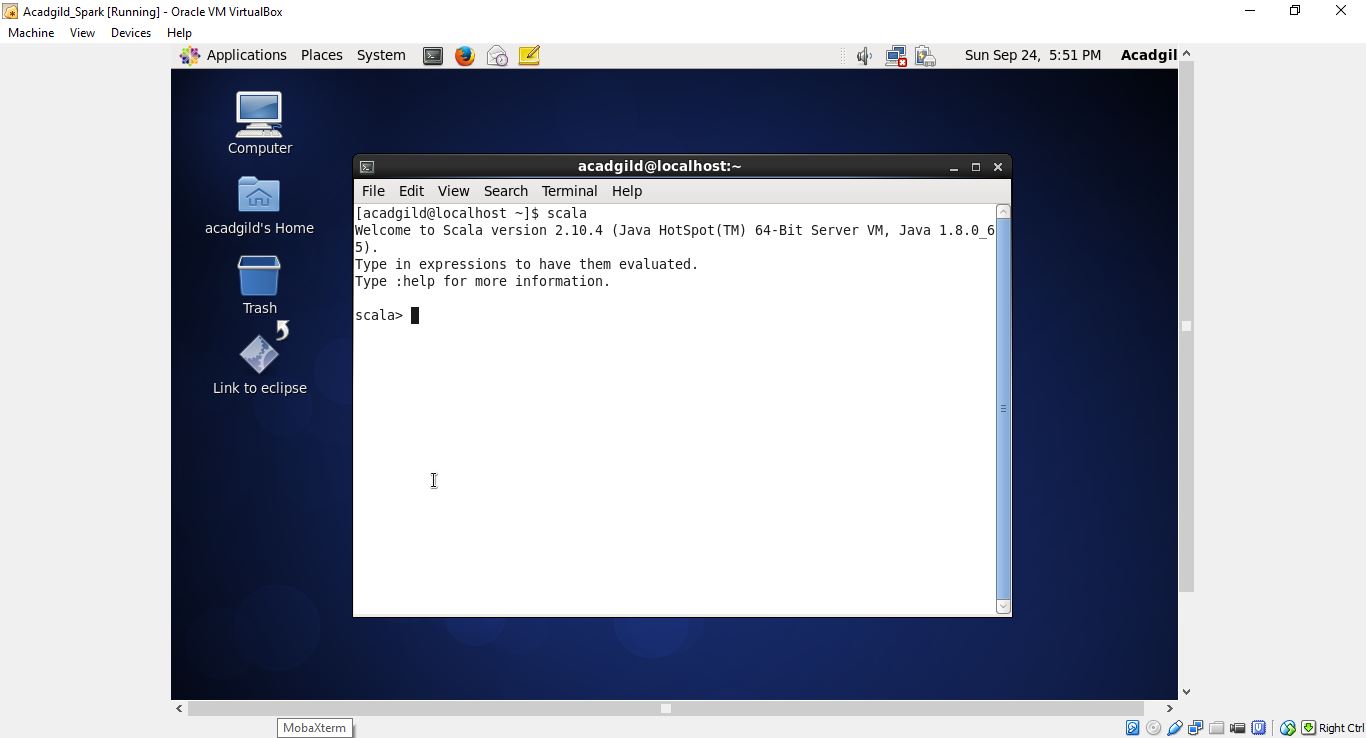 Acadgild_Spark [Running] - Oracle VM VirtualBox
Machine View Devices Help
Applications Places System Sun Sep 24, 5:51 PM Acadgil
Computer
acadgild's Home
Trash
Link to eclipse
acadgild@localhost:~
File Edit View Search Terminal Help
[acadgild@localhost ~]$ scala
Welcome to Scala version 2.10.4 (Java HotSpot(TM) 64-Bit Server VM, Java 1.8.0_6
5).
Type in expressions to have them evaluated.
Type :help for more information.
scala>
MobaXterm
Right Ctrl